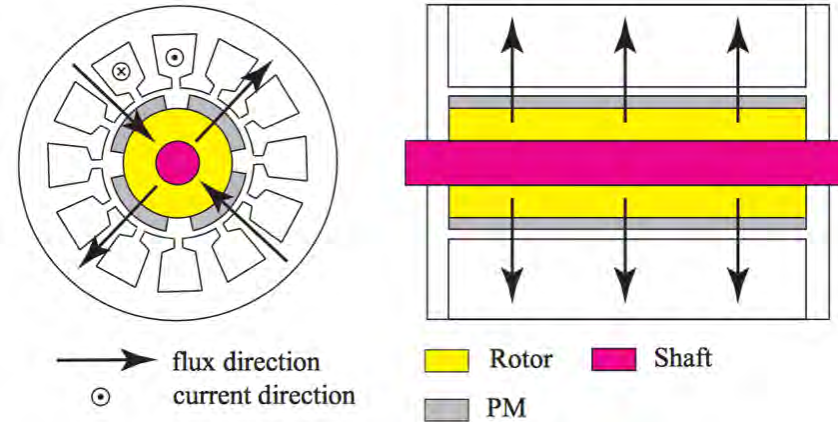 flux direction
current direction
Rotor
Shaft
PM